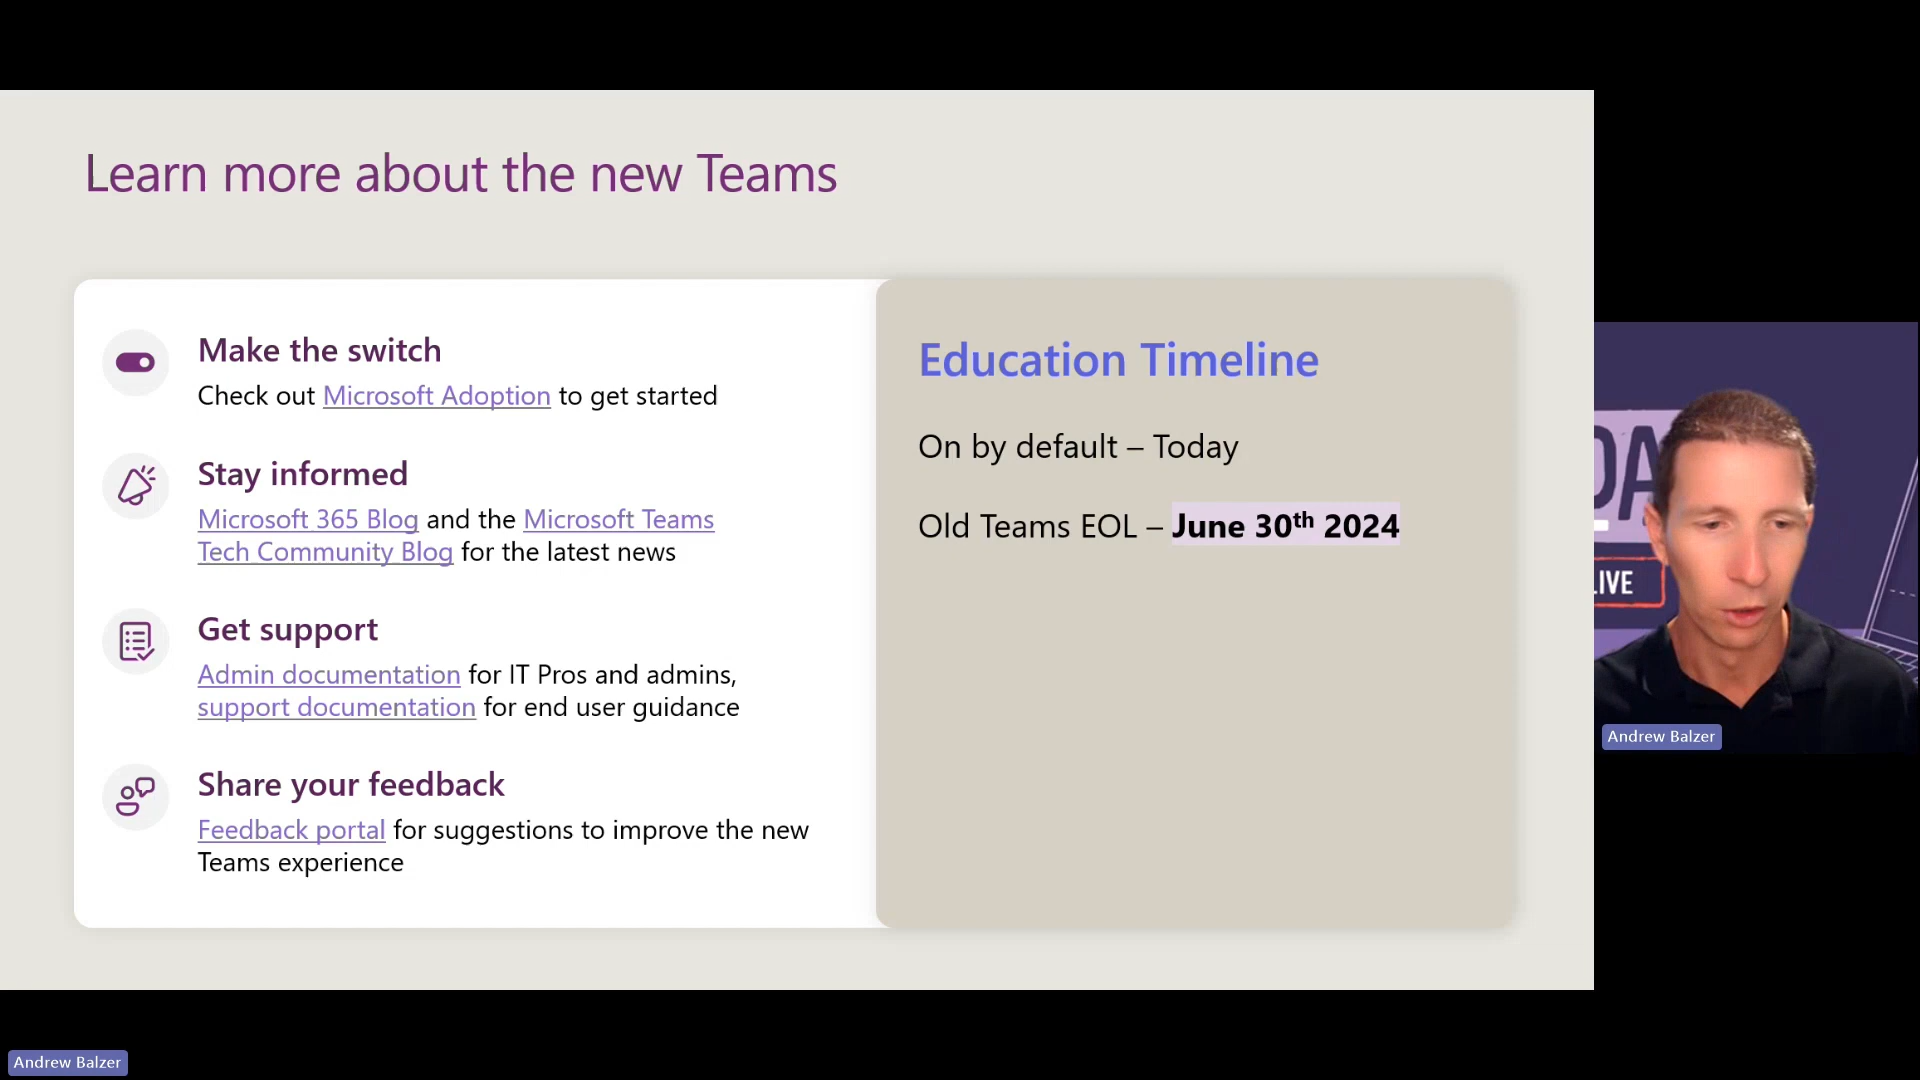 Learn more about the new Teams
Make the switch
Check out Microsoft Adoption to get started
Stay informed
Microsoft 365 Blog and the Microsoft Teams
Tech Community Blog for the latest news
Get support
Admin documentation for IT Pros and admins,
support documentation for end user guidance
Share your feedback
Feedback portal for suggestions to improve the new
Teams experience
Education Timeline
On by default – Today
Old Teams EOL – June 30th 2024
Andrew Balzer
Andrew Balzer